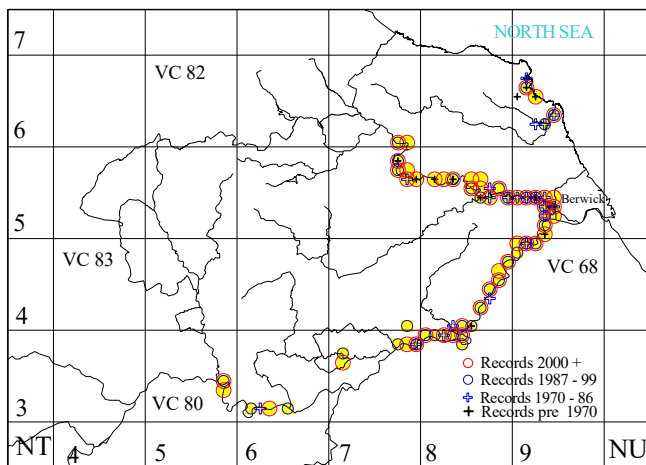 7
NORTH SEA
VC 82
6
Berwick
5
VC 83
VC 68
4
Records 2000 +
Records 1987 - 99
VC 80
Records 1970 - 86
Records pre 1970
3
NT 4 5 6 7 8 9 NU